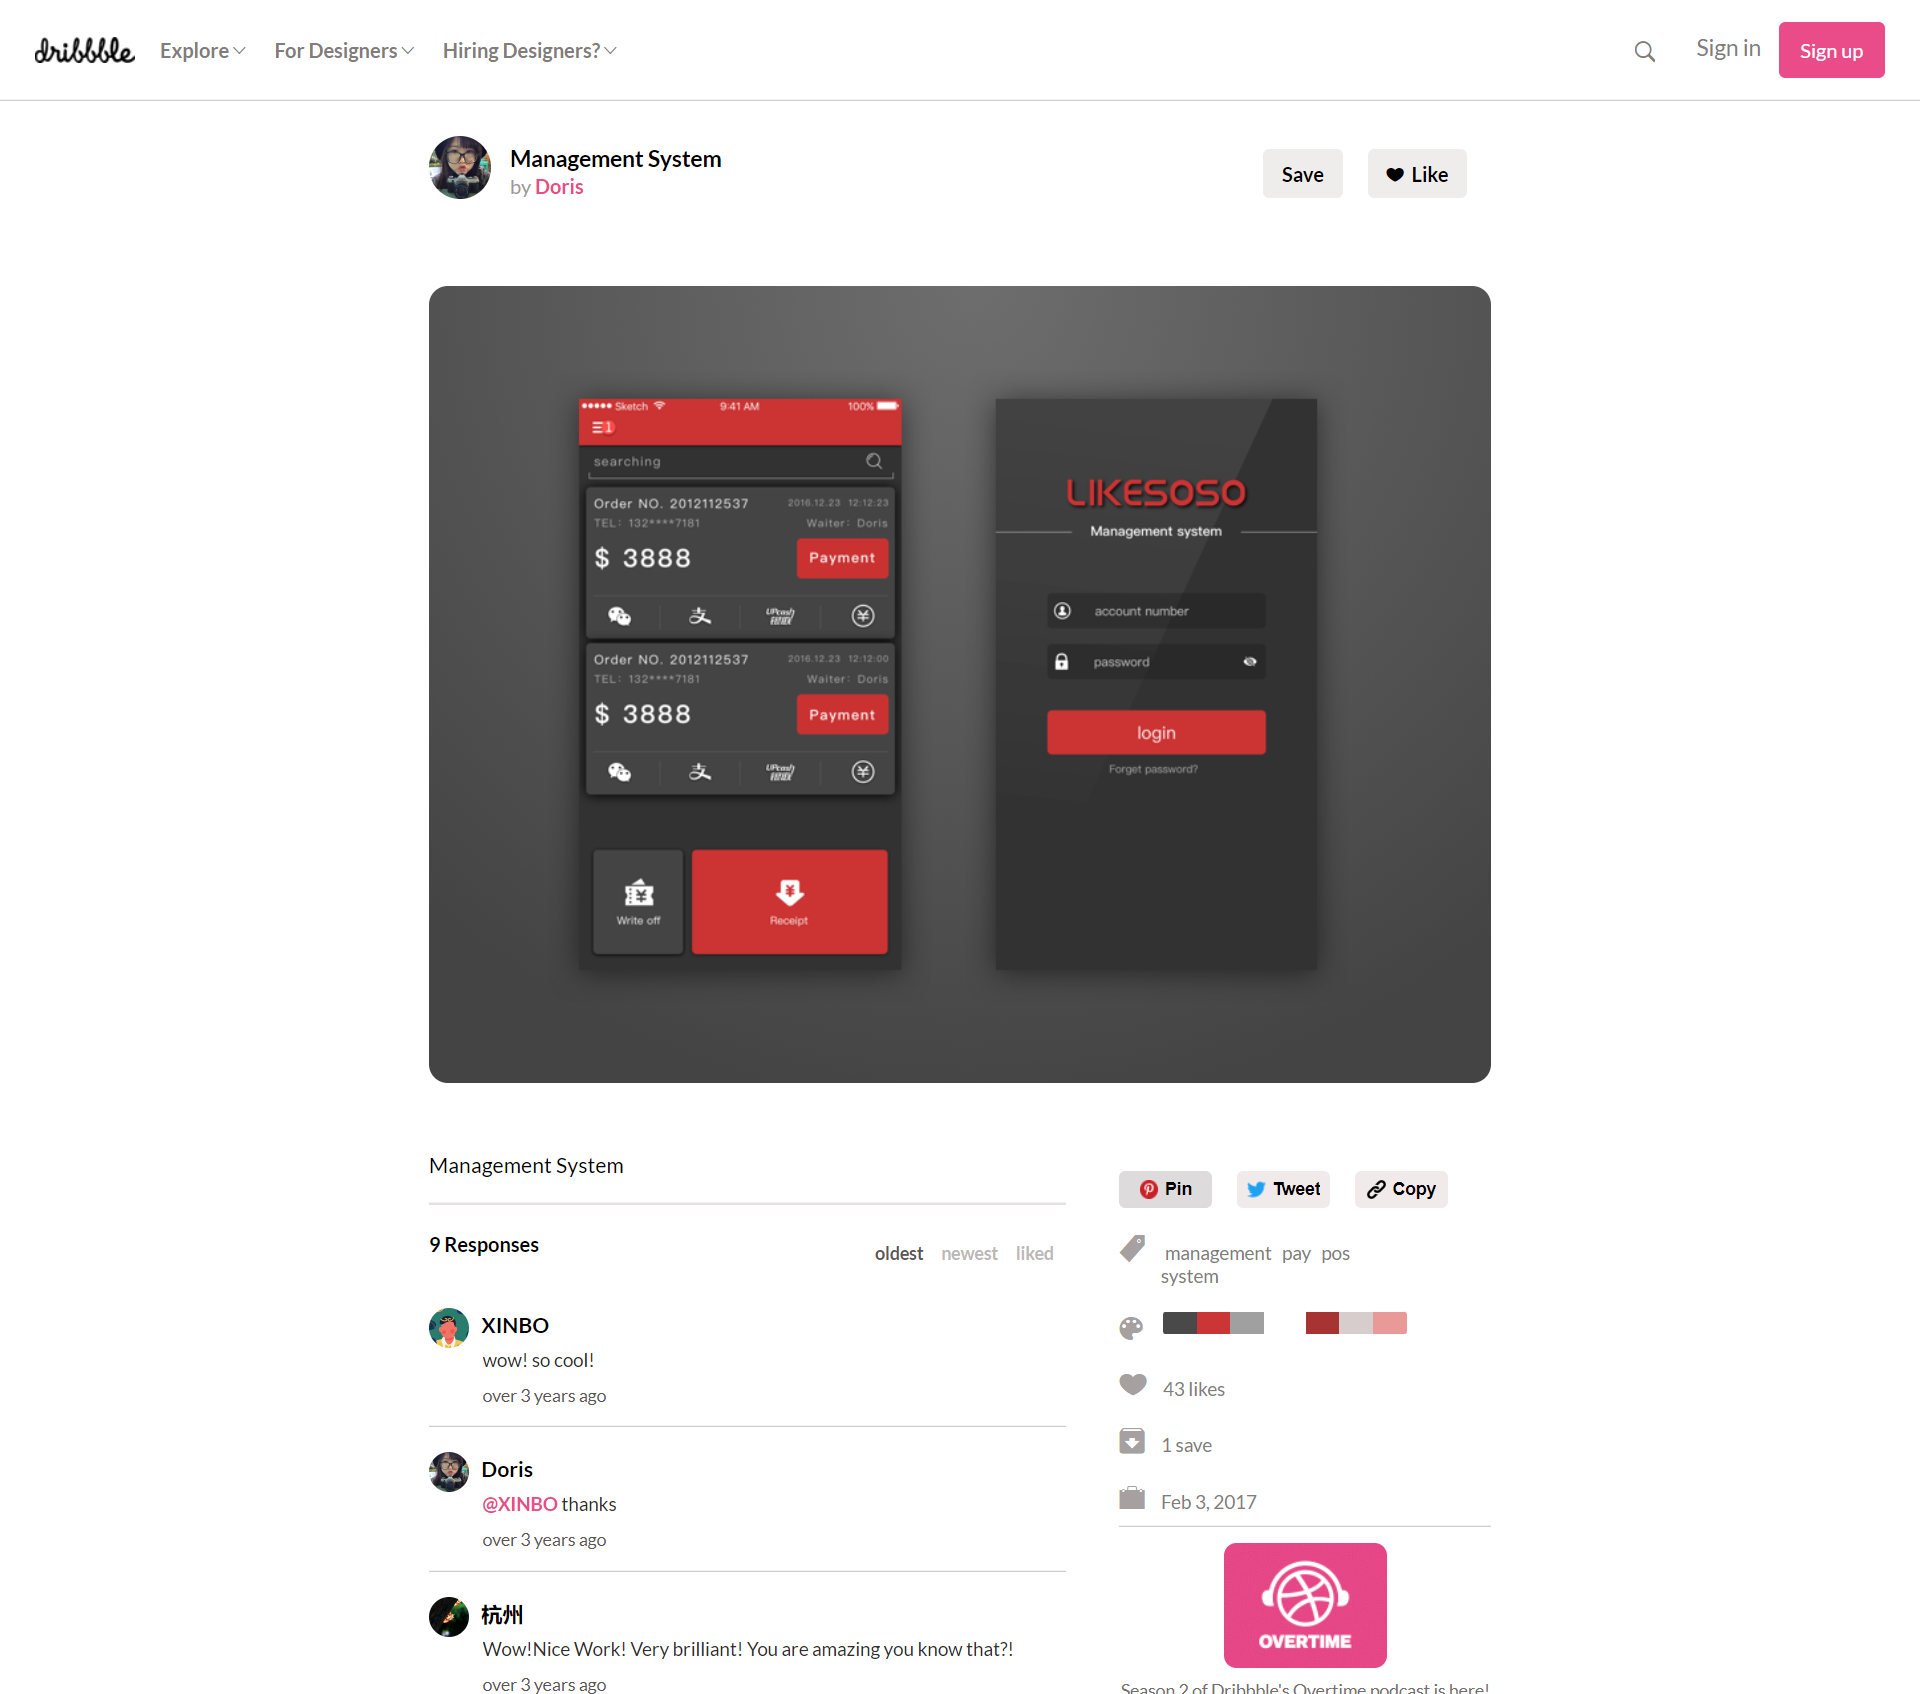 dribbble
Explore
For Designers
Hiring Designers?
Sign in
Sign up
Management System
by Doris
Save
Like
Sketch
9:41 AM
100%
1
searching
Order NO. 2012112537
2016.12.23 12:12:23
TEL: 132****7181
Waiter: Doris
$ 3888
Payment
支
UPcash
¥
Order NO. 2012112537
2016.12.23 12:12:00
TEL: 132****7181
Waiter: Doris
$ 3888
Payment
支
UPcash
¥
¥
Write off
¥
Receipt
LIKESOSO
Management system
account number
password
login
Forget password?
Management System
9 Responses
oldest
newest
liked
XINBO
wow! so cool!
over 3 years ago
Doris
@XINBO thanks
over 3 years ago
杭州
Wow!Nice Work! Very brilliant! You are amazing you know that?!
over 3 years ago
Pin
Tweet
Copy
management pay pos
system
43 likes
1 save
Feb 3, 2017
OVERTIME
Season 2 of Dribbble's Overtime podcast is here!